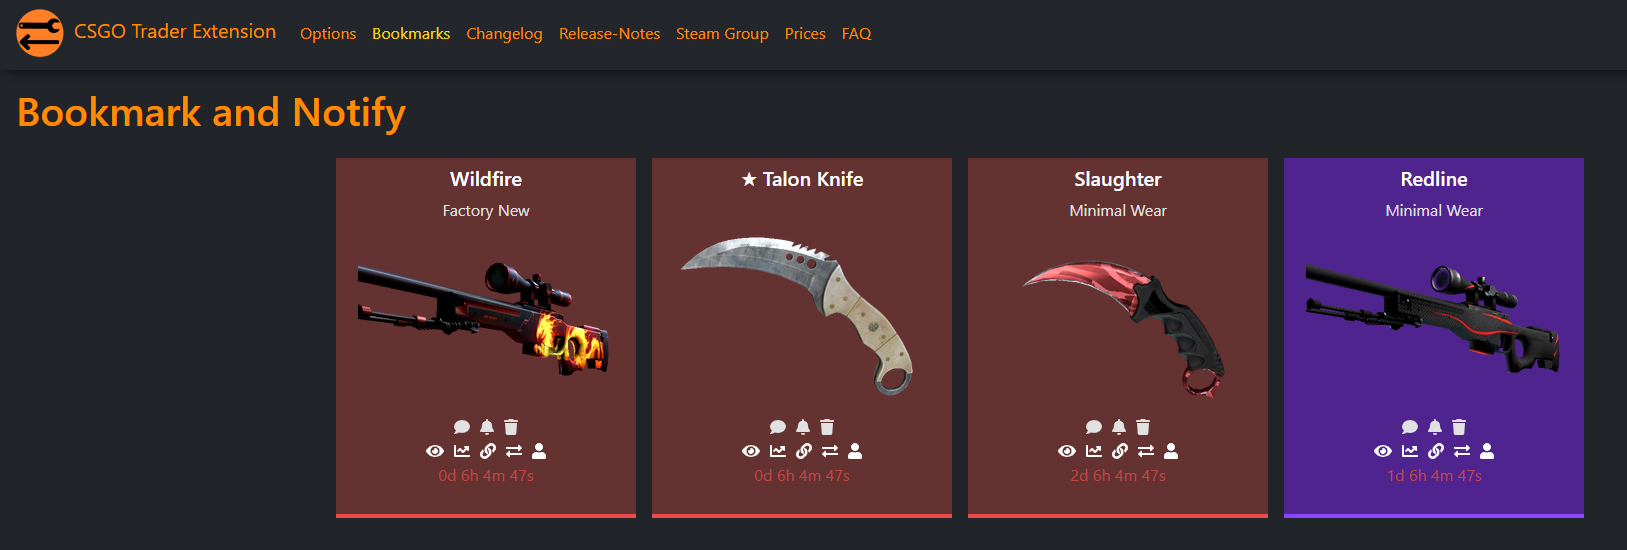 CSGO Trader Extension Options Bookmarks Changelog Release-Notes Steam Group Prices FAQ
Bookmark and Notify
Wildfire
Factory New
0d 6h 4m 47s
★ Talon Knife
0d 6h 4m 47s
Slaughter
Minimal Wear
2d 6h 4m 47s
Redline
Minimal Wear
1d 6h 4m 47s